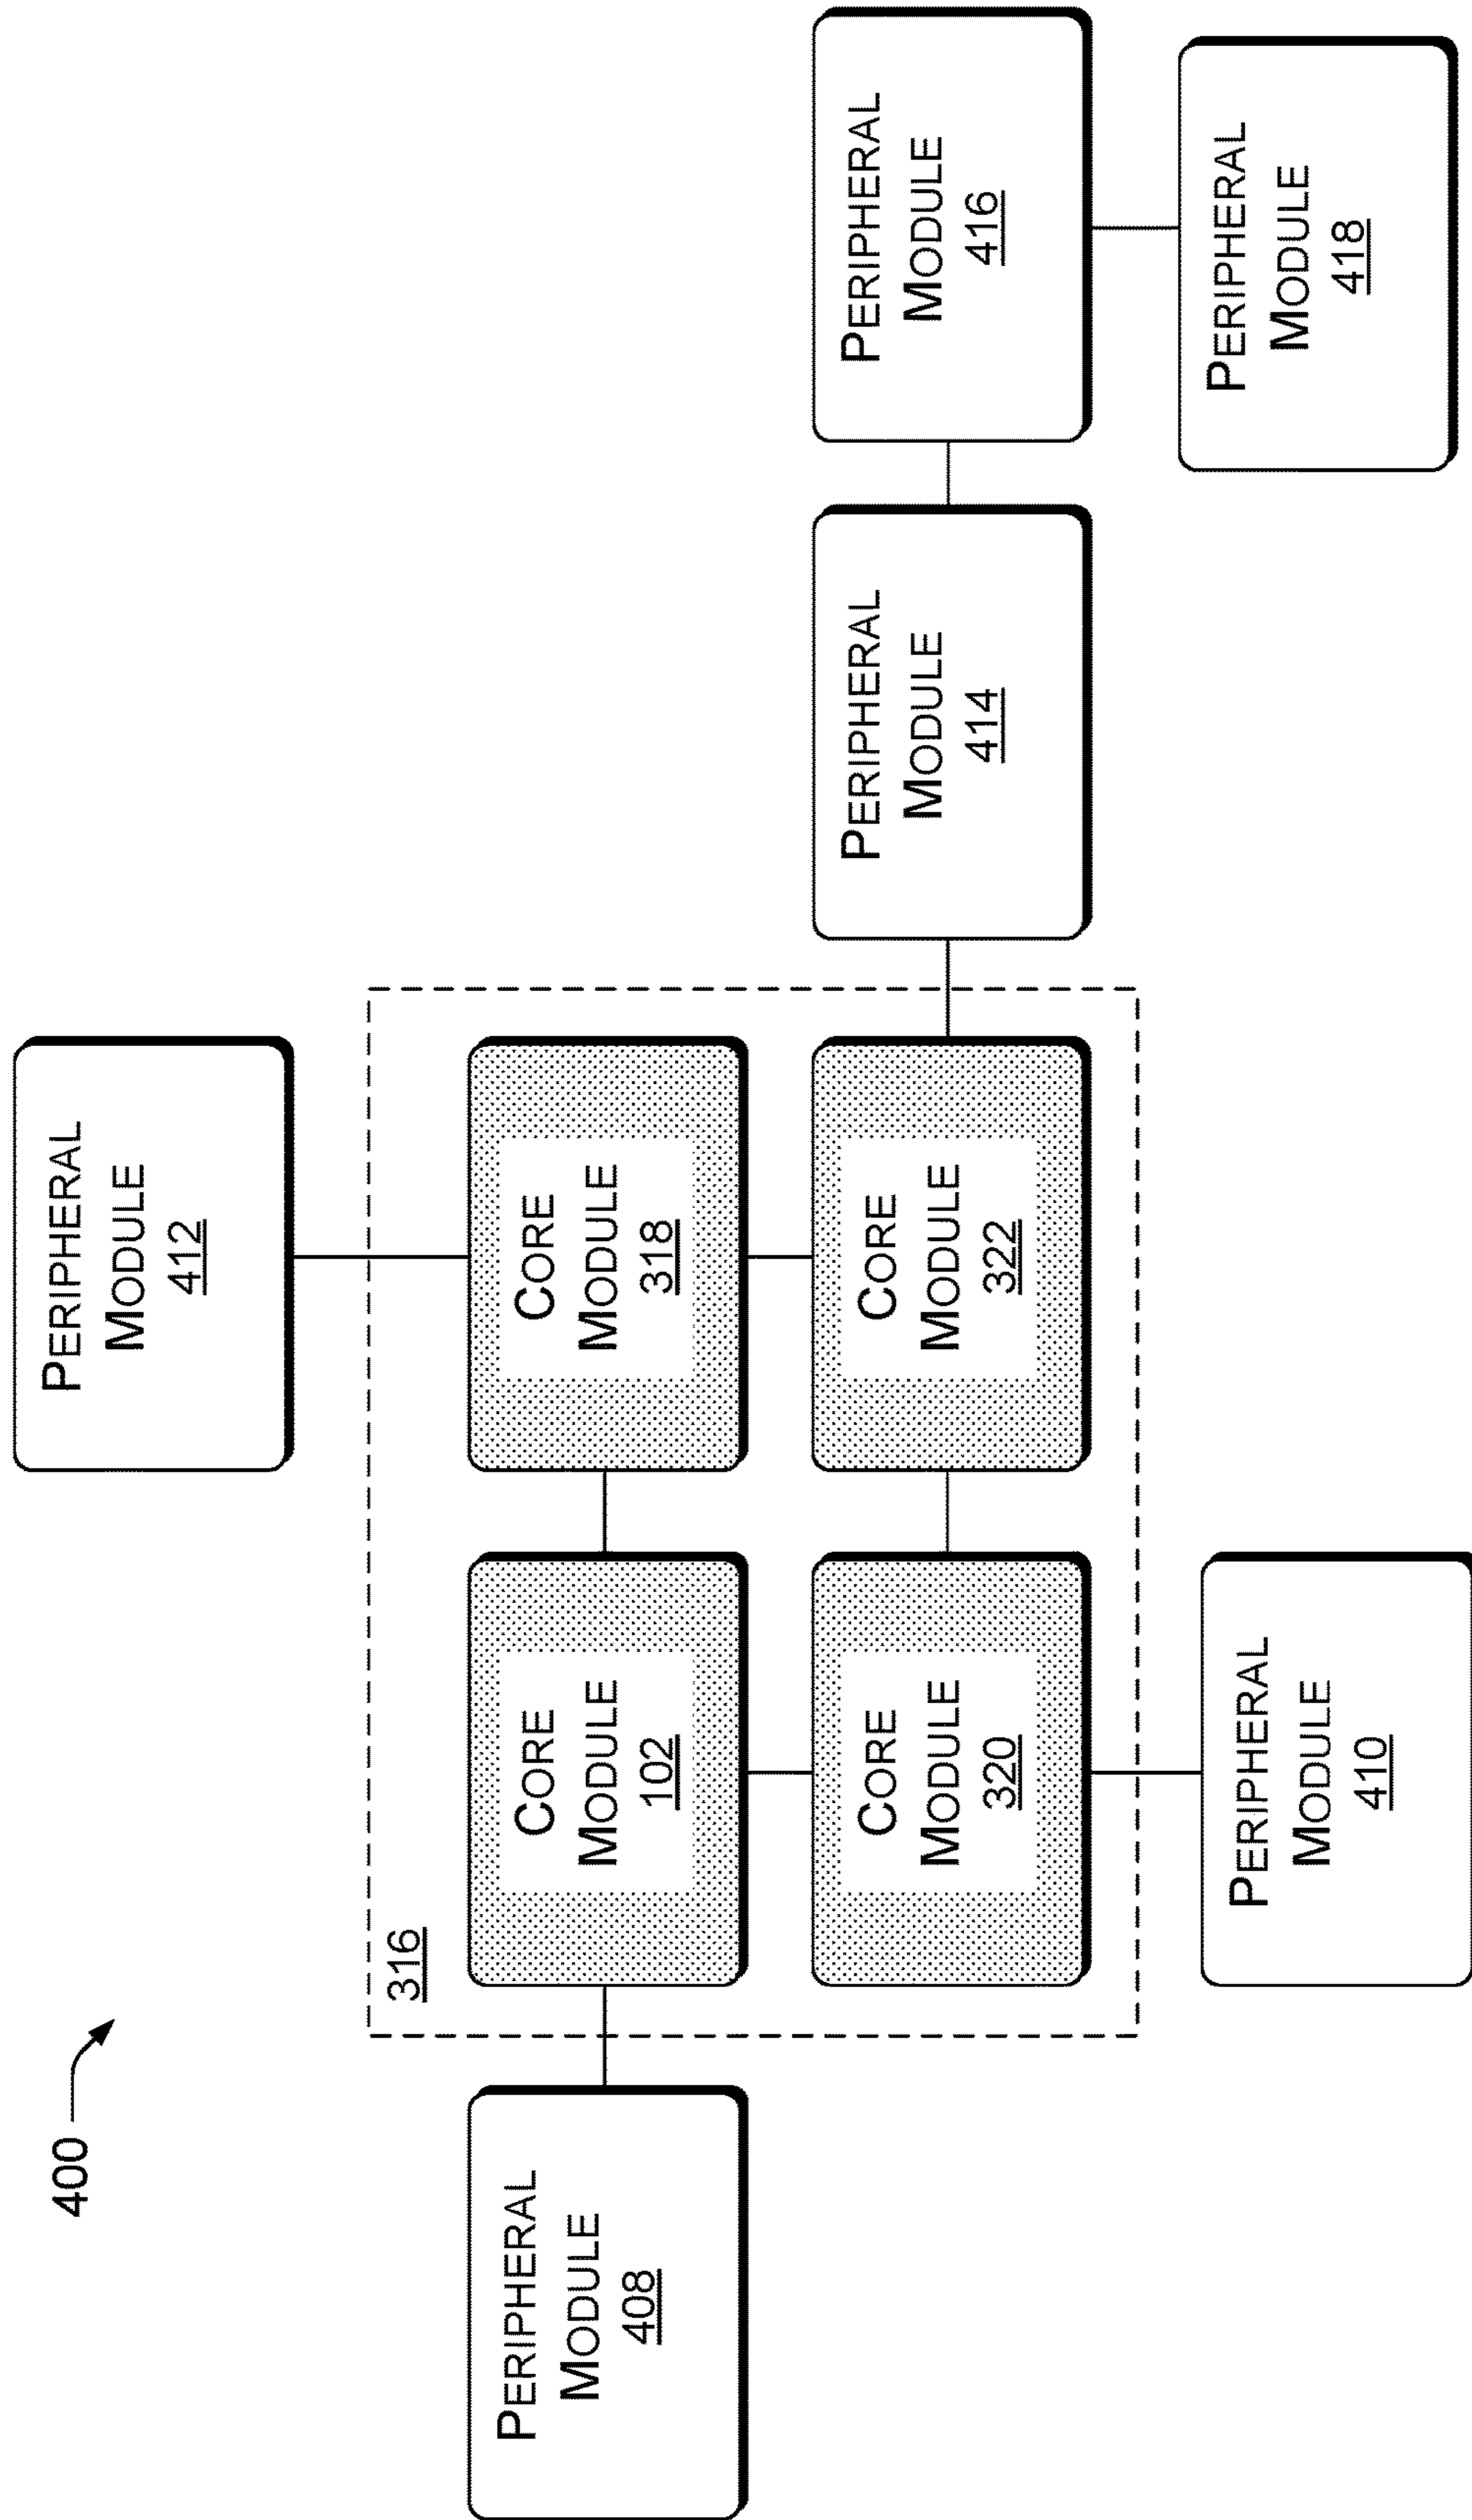 400
PERIPHERAL
MODULE
412
316
PERIPHERAL
MODULE
408
CORE
MODULE
102
CORE
MODULE
318
CORE
MODULE
320
CORE
MODULE
322
PERIPHERAL
MODULE
414
PERIPHERAL
MODULE
416
PERIPHERAL
MODULE
410
PERIPHERAL
MODULE
418